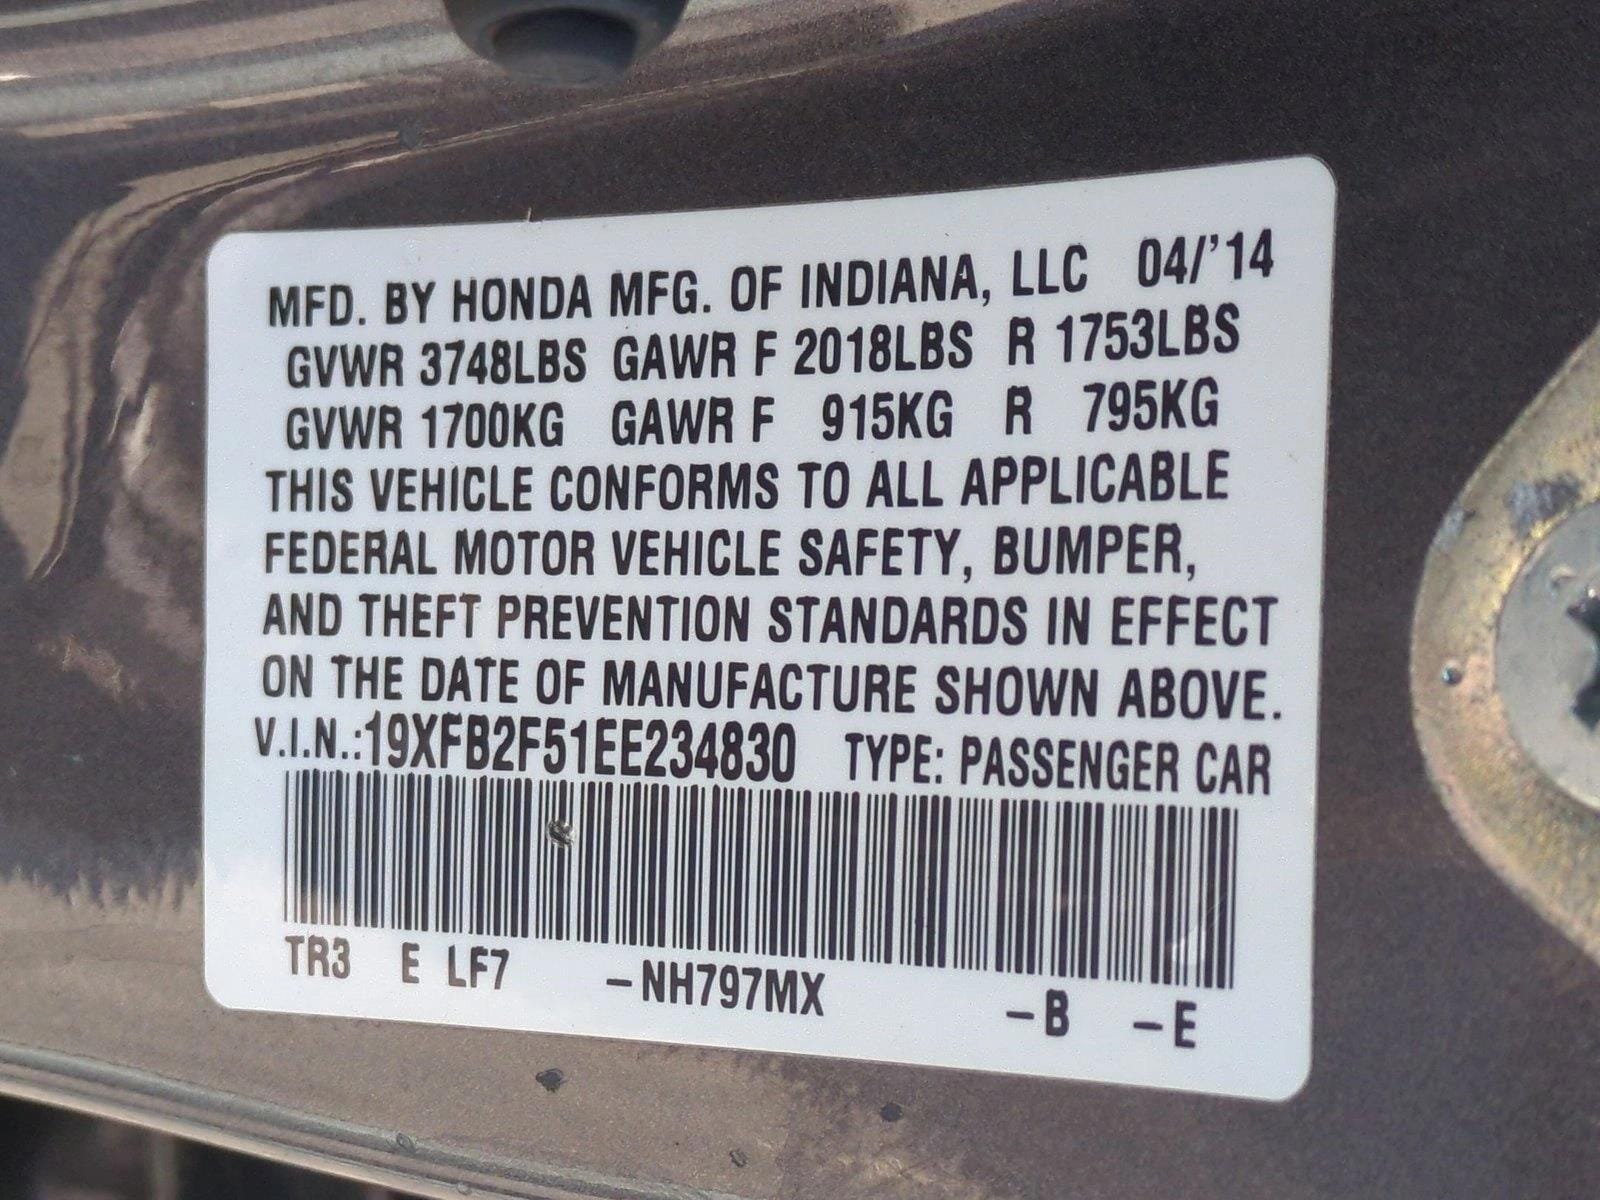 MFD. BY HONDA MFG. OF INDIANA, LLC 04/'14
GVWR 3748LBS GAWR F 2018LBS R 1753LBS
GVWR 1700KG GAWR F 915KG R 795KG
THIS VEHICLE CONFORMS TO ALL APPLICABLE
FEDERAL MOTOR VEHICLE SAFETY, BUMPER,
AND THEFT PREVENTION STANDARDS IN EFFECT
ON THE DATE OF MANUFACTURE SHOWN ABOVE.
V.I.N.:19XFB2F51EE234830 TYPE: PASSENGER CAR
TR3 E LF7 -NH797MX -B -E